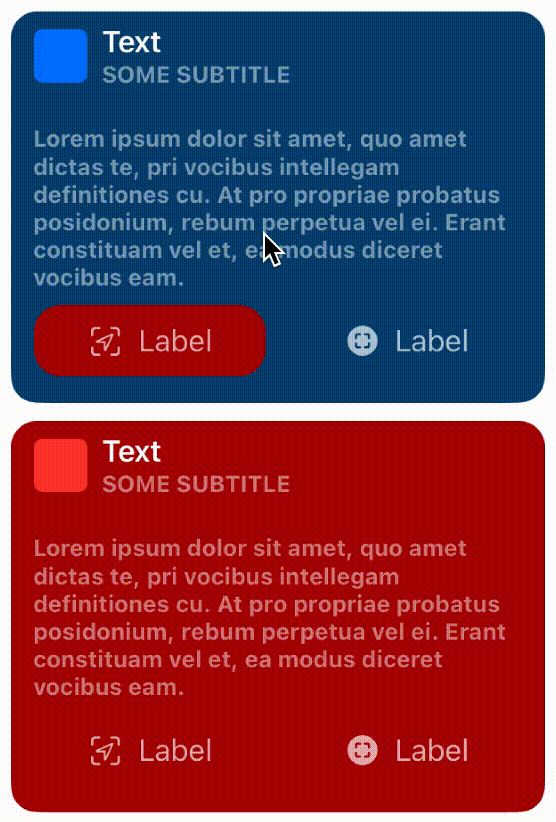 Text
SOME SUBTITLE
Lorem ipsum dolor sit amet, quo amet
dictas te, pri vocibus intellegam
definitiones cu. At pro propriae probatus
posidonium, rebum perpetua vel ei. Erant
constituam vel et, ea modus diceret
vocibus eam.
Label Label
Text
SOME SUBTITLE
Lorem ipsum dolor sit amet, quo amet
dictas te, pri vocibus intellegam
definitiones cu. At pro propriae probatus
posidonium, rebum perpetua vel ei. Erant
constituam vel et, ea modus diceret
vocibus eam.
Label Label